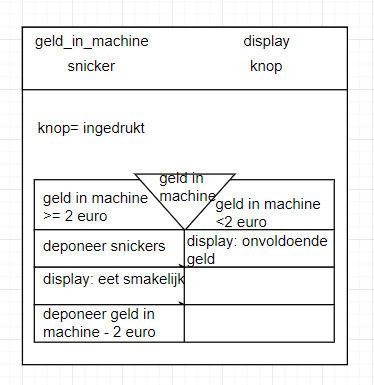 geld_in_machine display
snicker knop
knop= ingedrukt
geld in
machine
geld in machine
>= 2 euro
geld in machine
<2 euro
deponeer snickers
display: onvoldoende
geld
display: eet smakelijk
deponeer geld in
machine - 2 euro